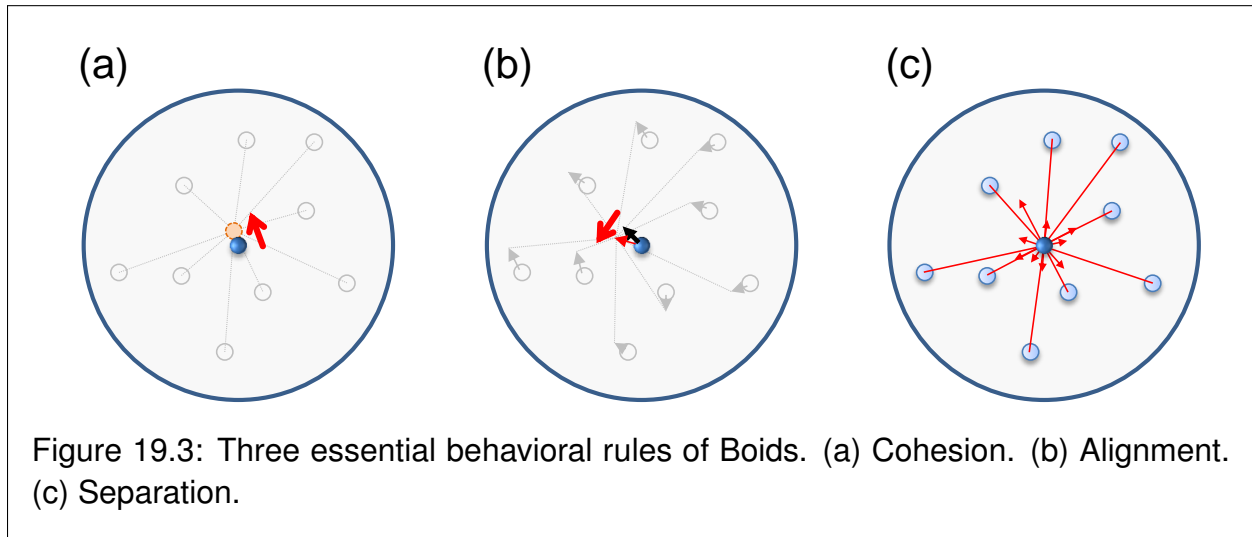 (a)
(b)
(c)
Figure 19.3: Three essential behavioral rules of Boids. (a) Cohesion. (b) Alignment.
(c) Separation.